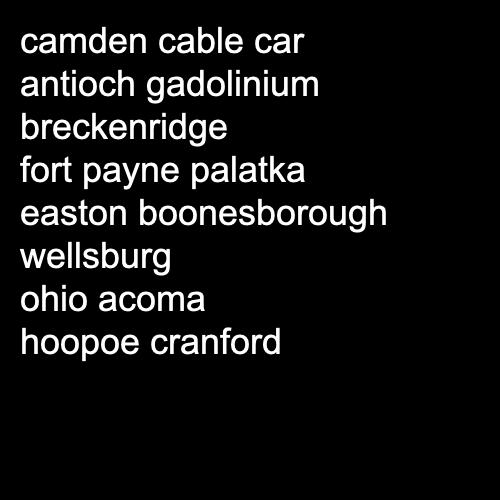 camden cable car
antioch gadolinium
breckenridge
fort payne palatka
easton boonesborough
wellsburg
ohio acoma
hoopoe cranford